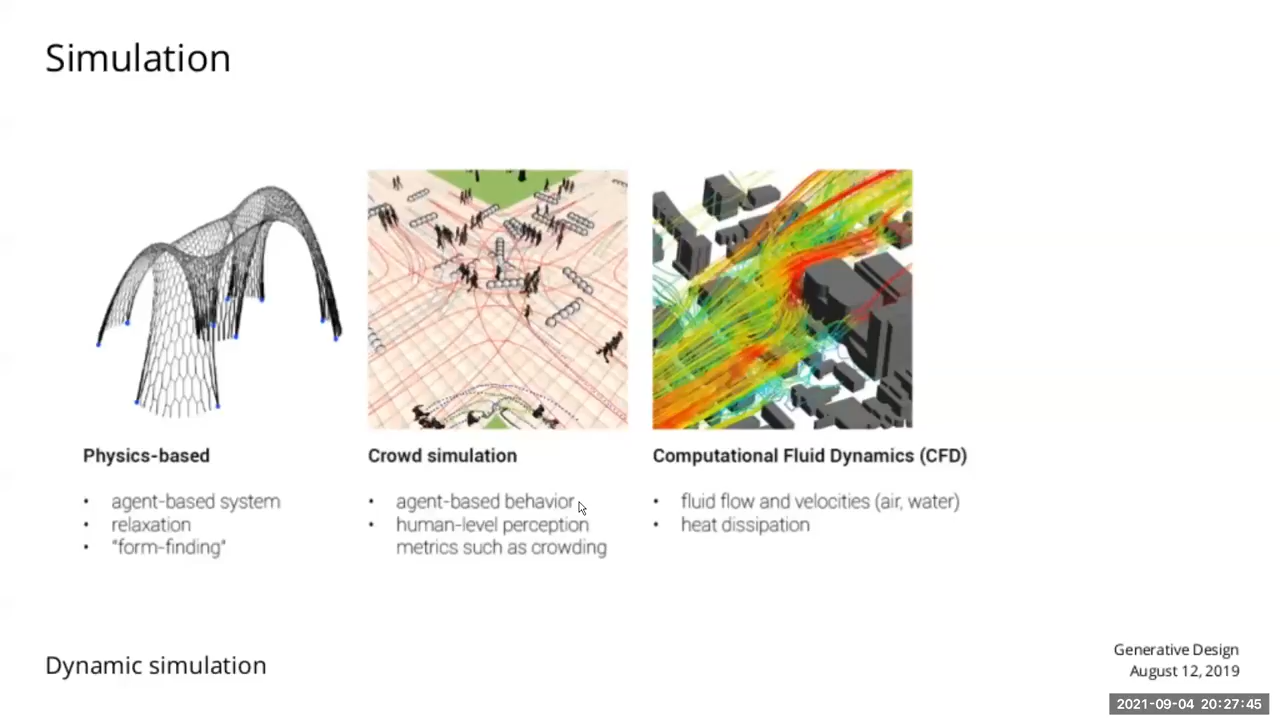 Simulation
Physics-based
• agent-based system
• relaxation
• "form-finding"
Crowd simulation
• agent-based behavior
• human-level perception
metrics such as crowding
Computational Fluid Dynamics (CFD)
• fluid flow and velocities (air, water)
• heat dissipation
Dynamic simulation
Generative Design
August 12, 2019
2021-09-04 20:27:45